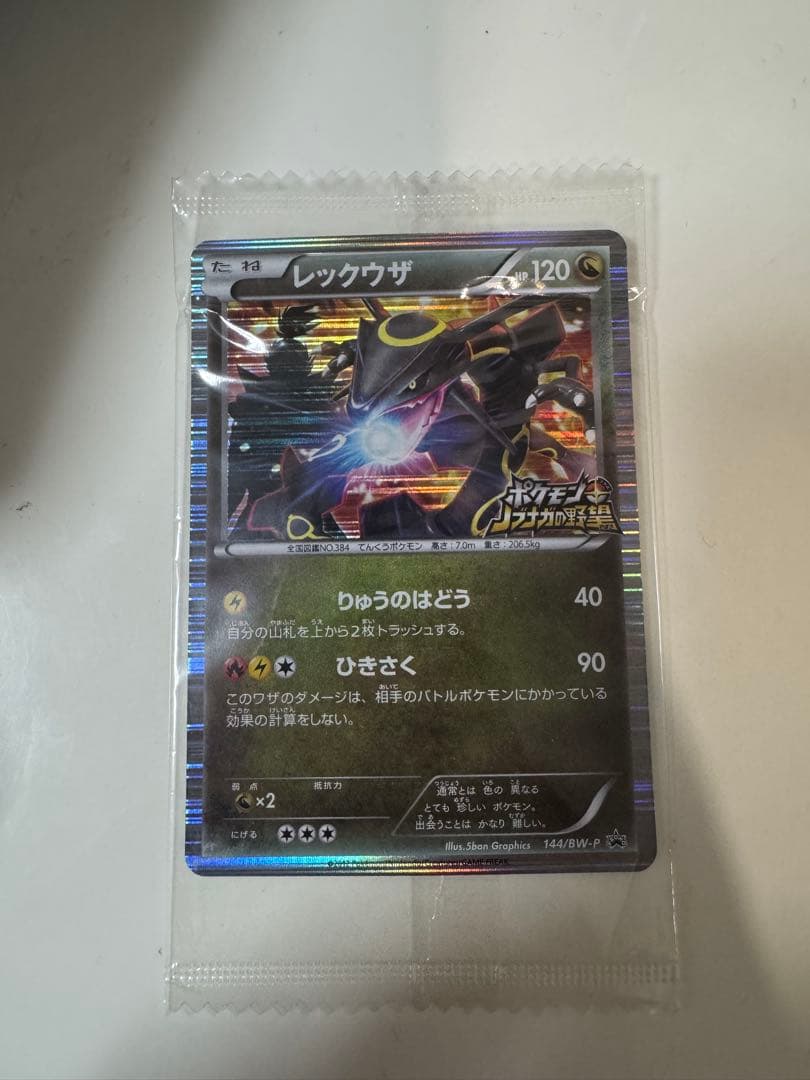 たね レックウザ HP 120
ポケモン
ノブナガの野望
全国図鑑NO.384 てんくうポケモン 高さ:7.0m 重さ:206.5kg
りゅうのはどう 40
自分の山札を上から2枚トラッシュする。
ひきさく 90
このワザのダメージは、相手のバトルポケモンにかかっている
効果の計算をしない。
弱点 抵抗力
×2
にげる
通常とは 色の 異なる
とても 珍しい ポケモン。
出会うことは かなり 難しい。
Illus.5ban Graphics 144/BW-P